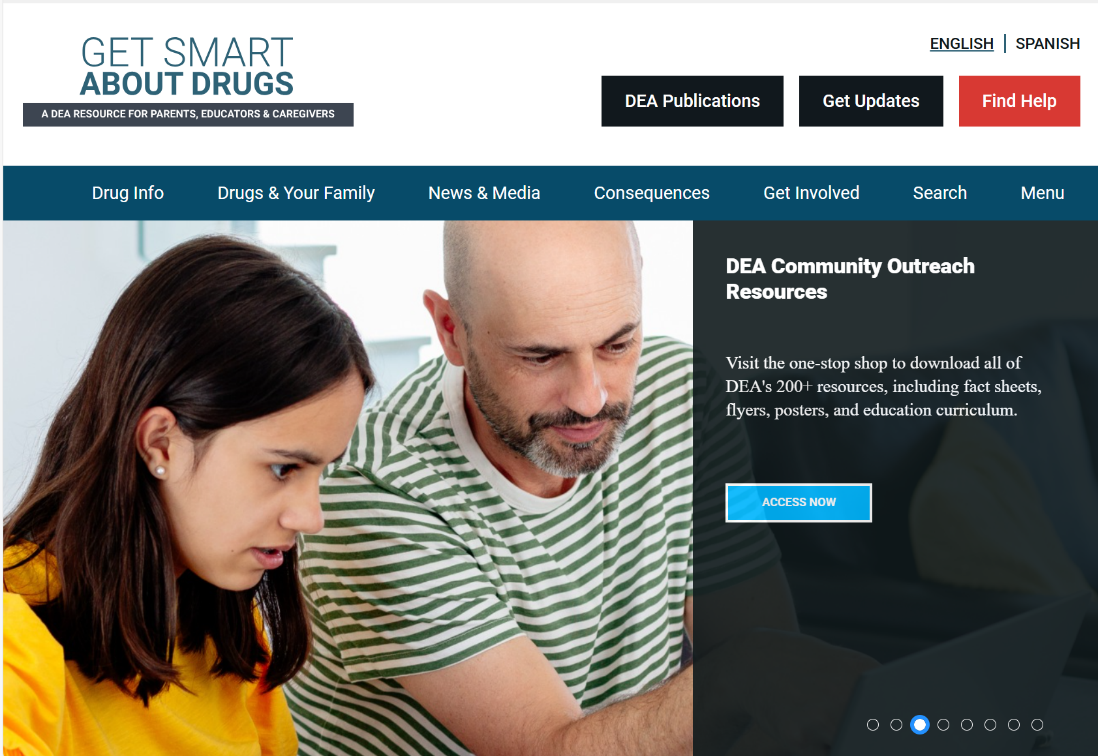 GET SMART
ABOUT DRUGS
A DEA RESOURCE FOR PARENTS, EDUCATORS & CAREGIVERS
ENGLISH | SPANISH
DEA Publications
Get Updates
Find Help
Drug Info
Drugs & Your Family
News & Media
Consequences
Get Involved
Search
Menu
DEA Community Outreach
Resources
Visit the one-stop shop to download all of
DEA's 200+ resources, including fact sheets,
flyers, posters, and education curriculum.
ACCESS NOW